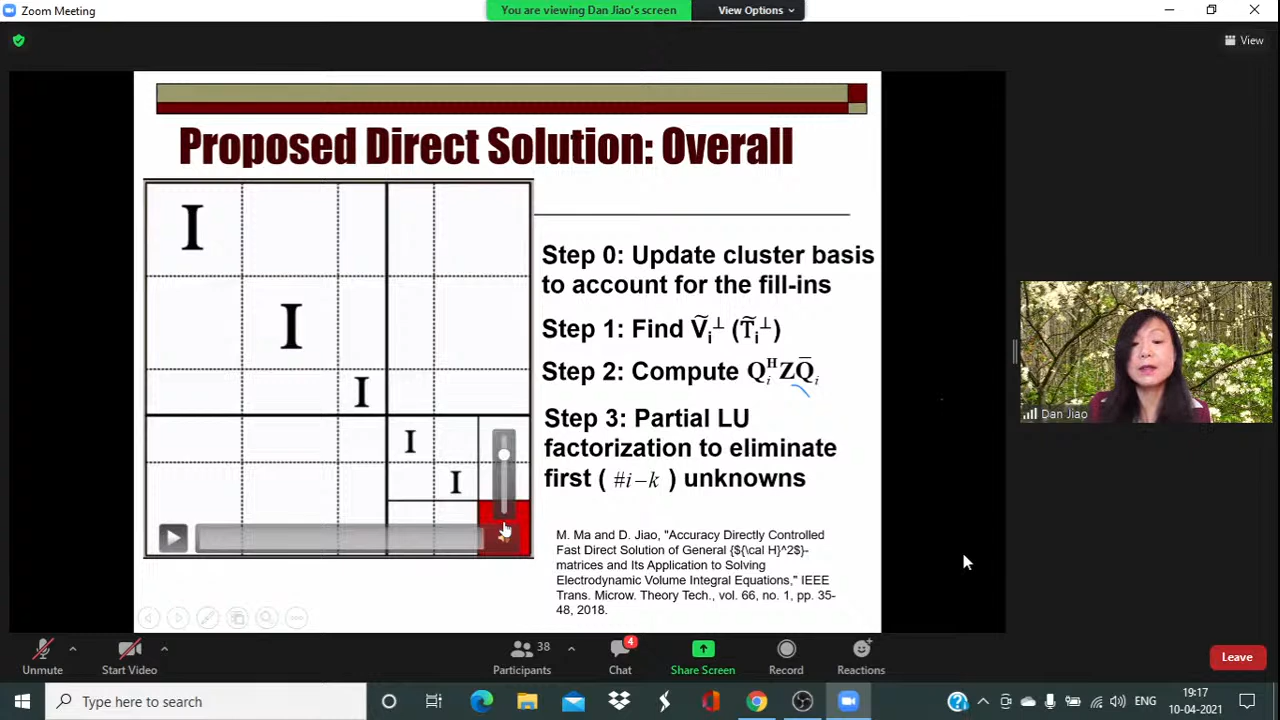 Zoom Meeting
You are viewing Dan Jiao's screen
View Options
View
Proposed Direct Solution: Overall
I
I
I
I
I
Step 0: Update cluster basis
to account for the fill-ins
Step 1: Find Ṽᵢ⊥ (T̃ᵢ⊥)
Step 2: Compute QᵢᴴZQ̅ᵢ
Step 3: Partial LU
factorization to eliminate
first ( #i–k ) unknowns
M. Ma and D. Jiao, "Accuracy Directly Controlled
Fast Direct Solution of General {${\cal H}^2$}-
matrices and Its Application to Solving
Electrodynamic Volume Integral Equations," IEEE
Trans. Microw. Theory Tech., vol. 66, no. 1, pp. 35-
48, 2018.
Dan Jiao
Unmute
Start Video
38
Participants
4
Chat
Share Screen
Record
Reactions
Leave
Type here to search
ENG
19:17
10-04-2021